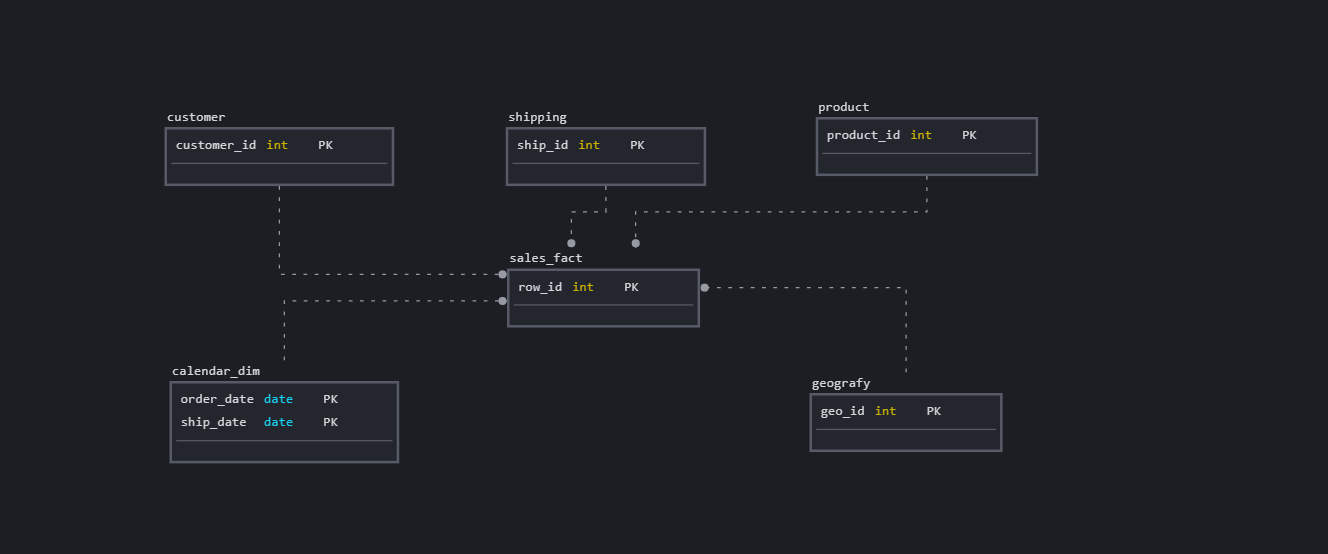 customer
customer_id int PK
shipping
ship_id int PK
product
product_id int PK
sales_fact
row_id int PK
calendar_dim
order_date date PK
ship_date date PK
geografy
geo_id int PK